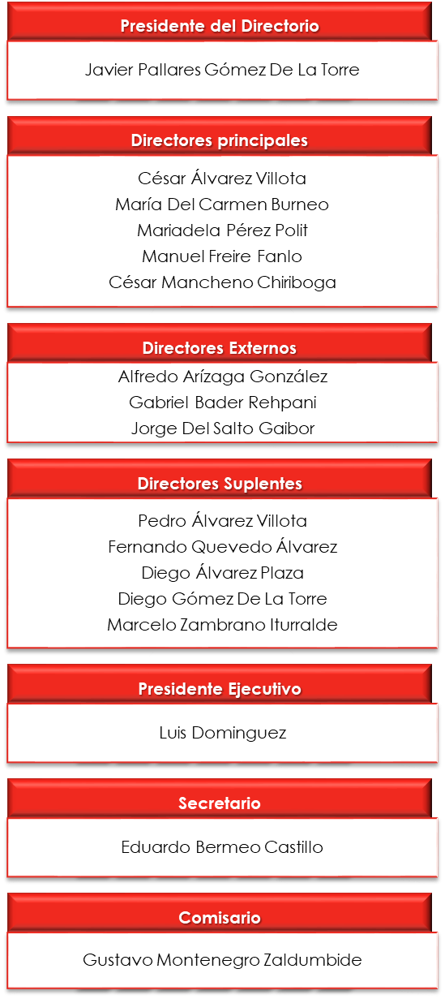 Presidente del Directorio
Javier Pallares Gómez De La Torre
Directores principales
César Álvarez Villota
María Del Carmen Burneo
Mariadela Pérez Polit
Manuel Freire Fanlo
César Mancheno Chiriboga
Directores Externos
Alfredo Arízaga González
Gabriel Bader Rehpani
Jorge Del Salto Gaibor
Directores Suplentes
Pedro Álvarez Villota
Fernando Quevedo Álvarez
Diego Álvarez Plaza
Diego Gómez De La Torre
Marcelo Zambrano Iturralde
Presidente Ejecutivo
Luis Dominguez
Secretario
Eduardo Bermeo Castillo
Comisario
Gustavo Montenegro Zaldumbide